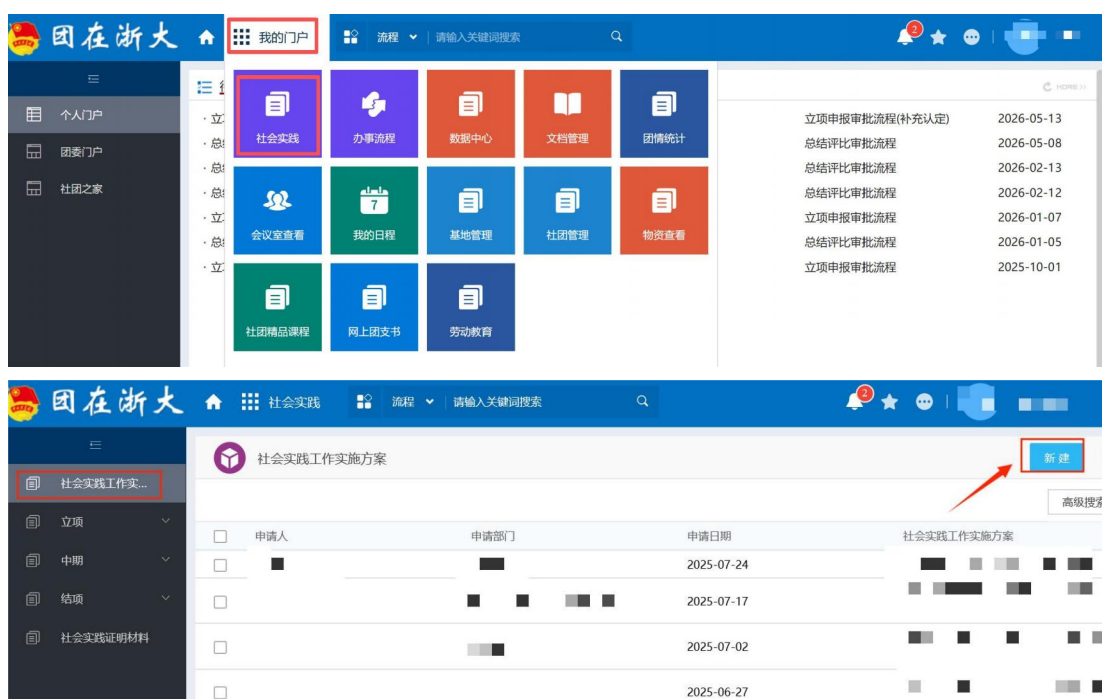 团在浙大 我的门户 流程 请输入关键词搜索 2
HOME>>
个人门户
团委门户
社团之家
· 立 立项申报审批流程(补充认定) 2026-05-13
· 总 总结评比审批流程 2026-05-08
· 总 总结评比审批流程 2026-02-13
· 总 总结评比审批流程 2026-02-12
· 立 立项申报审批流程 2026-01-07
· 总 总结评比审批流程 2026-01-05
· 立 立项申报审批流程 2025-10-01
社会实践 办事流程 数据中心 文档管理 团情统计
7
会议室查看 我的日程 基地管理 社团管理 物资查看
社团精品课程 网上团支书 劳动教育
团在浙大 社会实践 流程 请输入关键词搜索 2
社会实践工作实...
立项
中期
结项
社会实践证明材料
社会实践工作实施方案 新建
高级搜索
申请人 申请部门 申请日期 社会实践工作实施方案
2025-07-24
2025-07-17
2025-07-02
2025-06-27